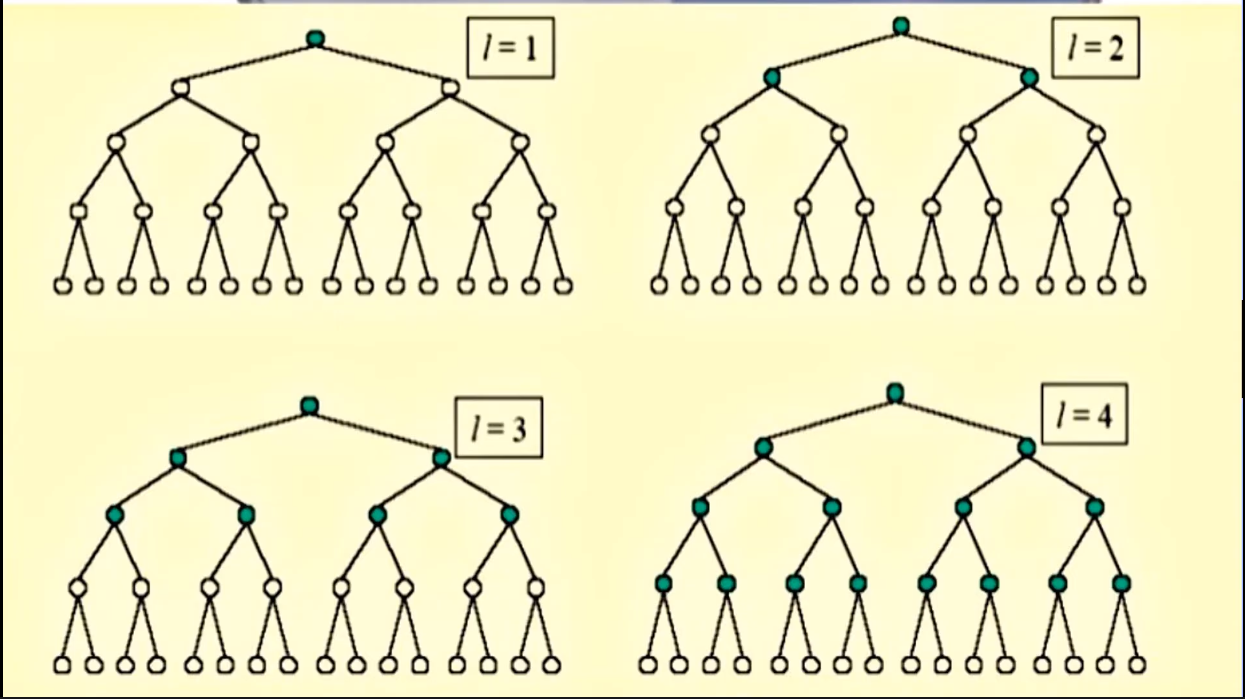 l = 1
l = 2
l = 3
l = 4